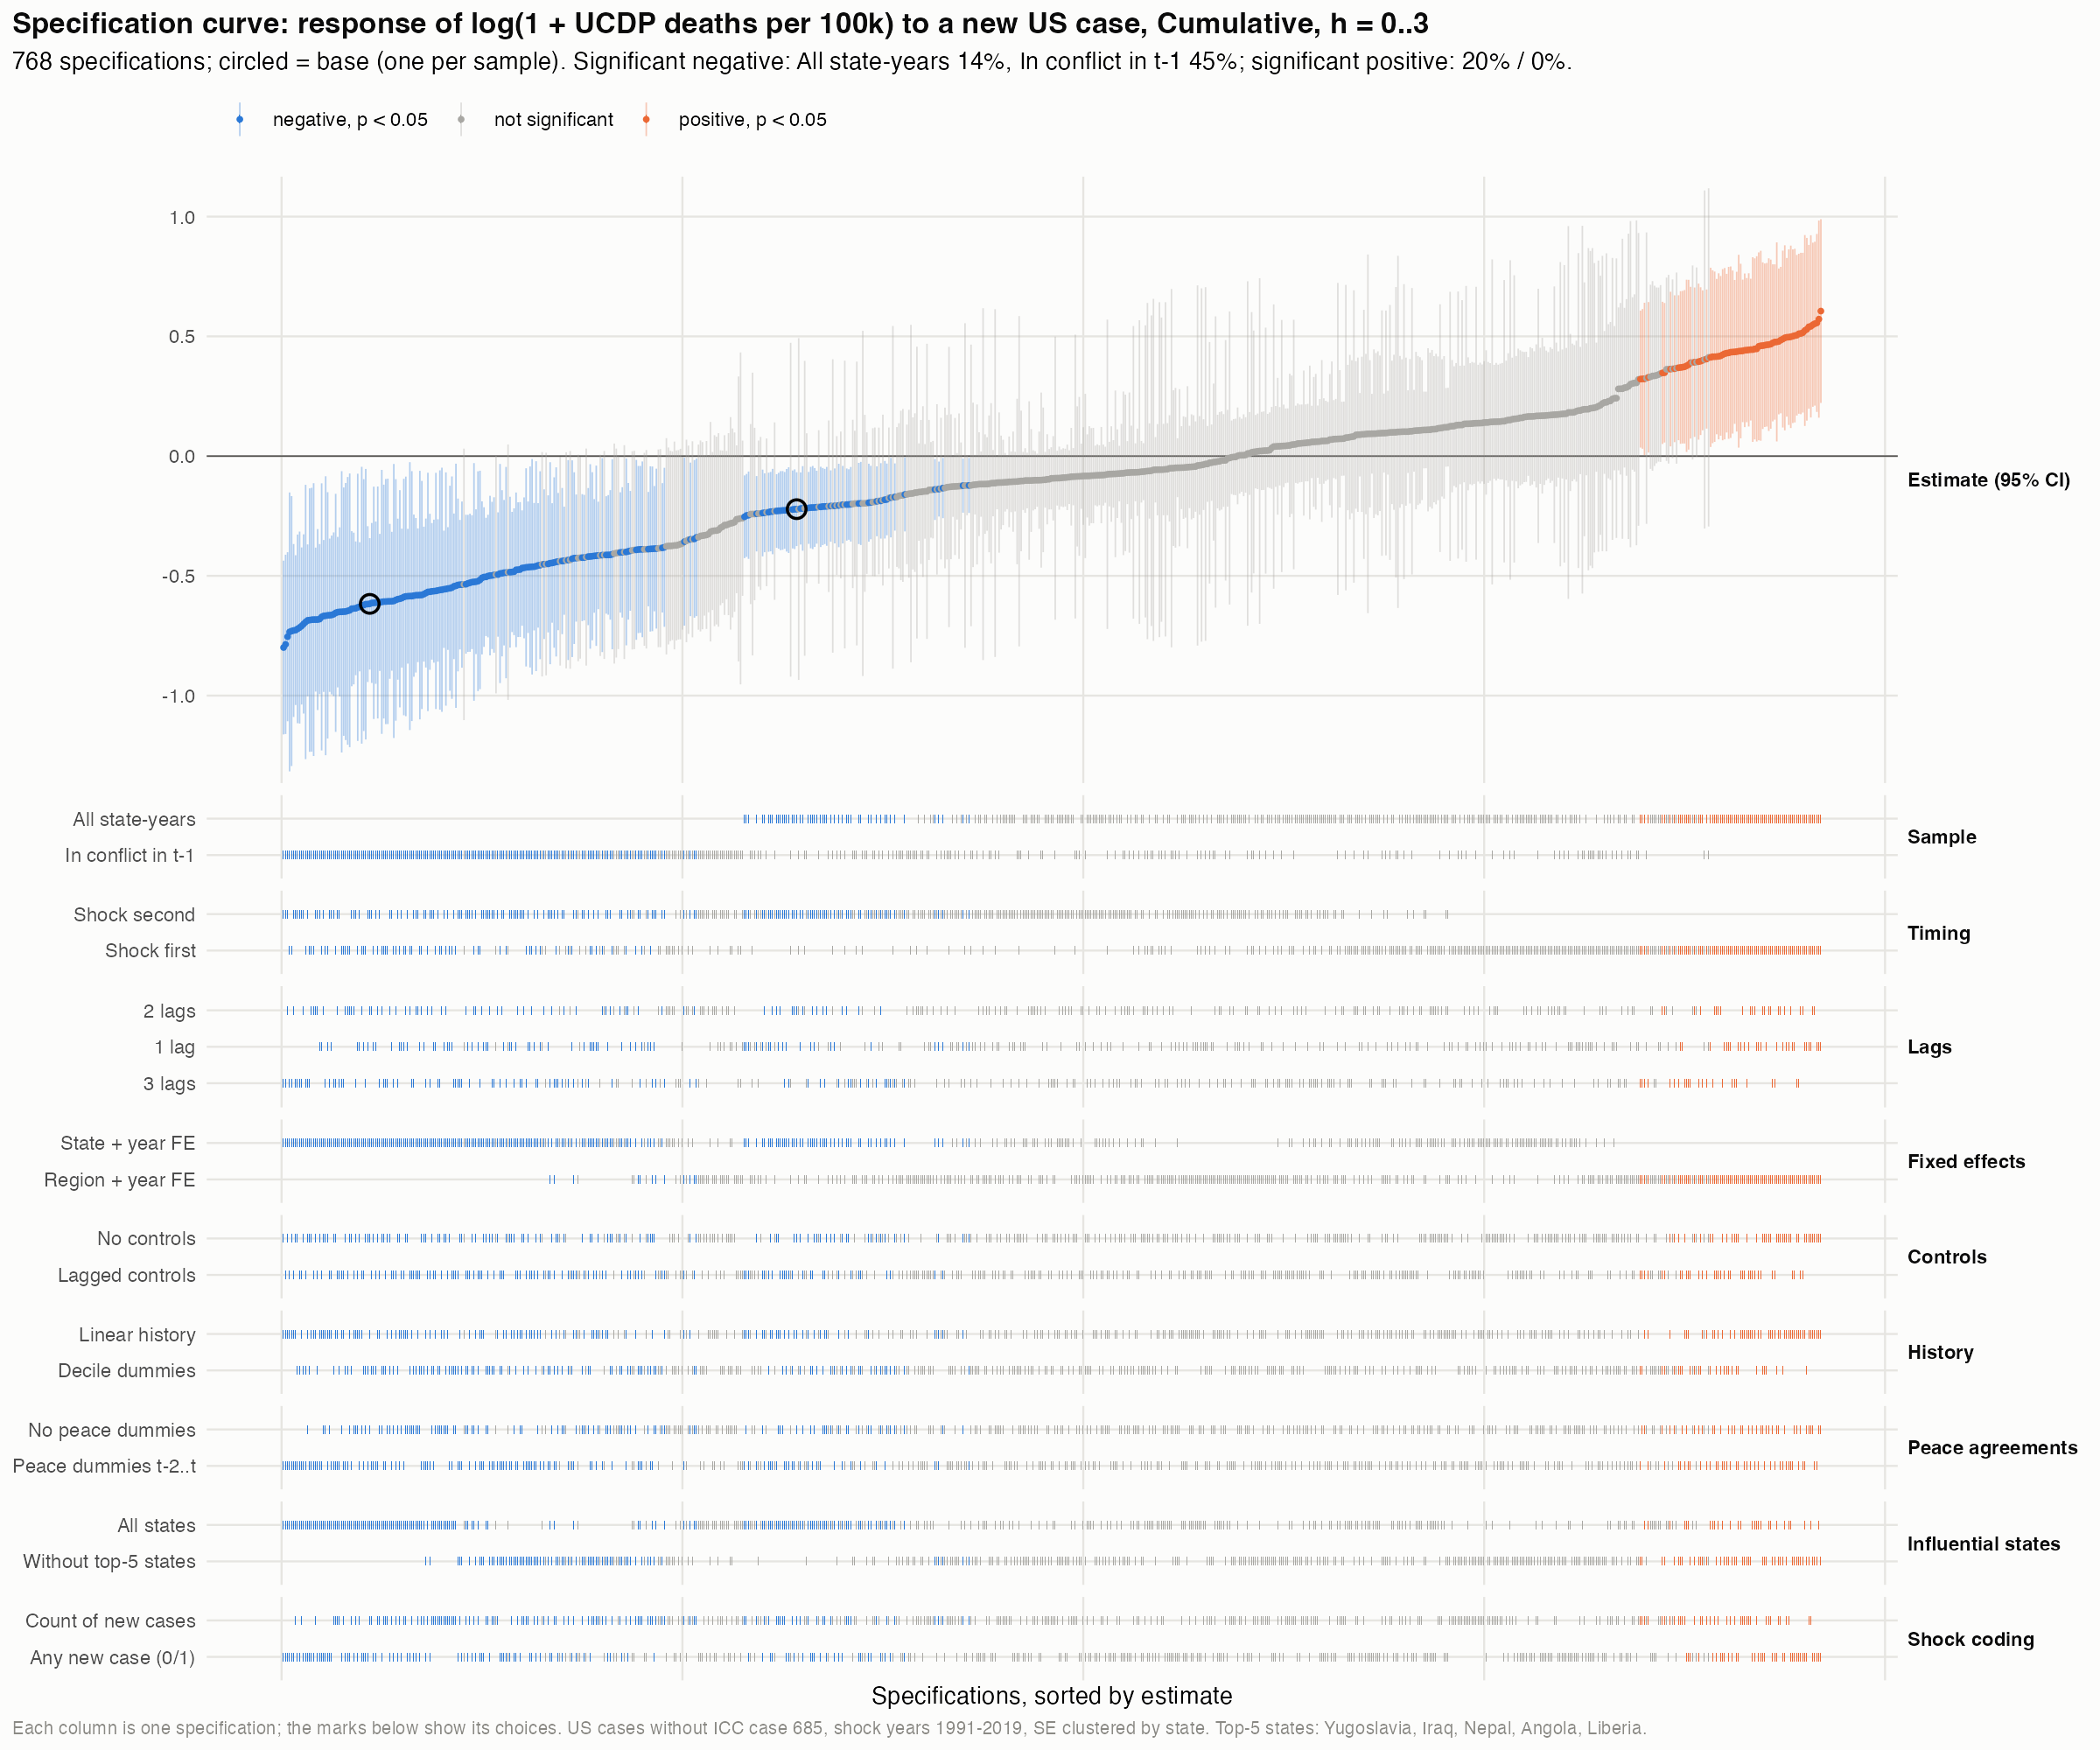 Specification curve: response of log(1 + UCDP deaths per 100k) to a new US case, Cumulative, h = 0..3
768 specifications; circled = base (one per sample). Significant negative: All state-years 14%, In conflict in t-1 45%; significant positive: 20% / 0%.
negative, p < 0.05
not significant
positive, p < 0.05
1.0
0.5
0.0
-0.5
-1.0
Estimate (95% CI)
All state-years
In conflict in t-1
Sample
Shock second
Shock first
Timing
2 lags
1 lag
3 lags
Lags
State + year FE
Region + year FE
Fixed effects
No controls
Lagged controls
Controls
Linear history
Decile dummies
History
No peace dummies
Peace dummies t-2..t
Peace agreements
All states
Without top-5 states
Influential states
Count of new cases
Any new case (0/1)
Shock coding
Specifications, sorted by estimate
Each column is one specification; the marks below show its choices. US cases without ICC case 685, shock years 1991-2019, SE clustered by state. Top-5 states: Yugoslavia, Iraq, Nepal, Angola, Liberia.